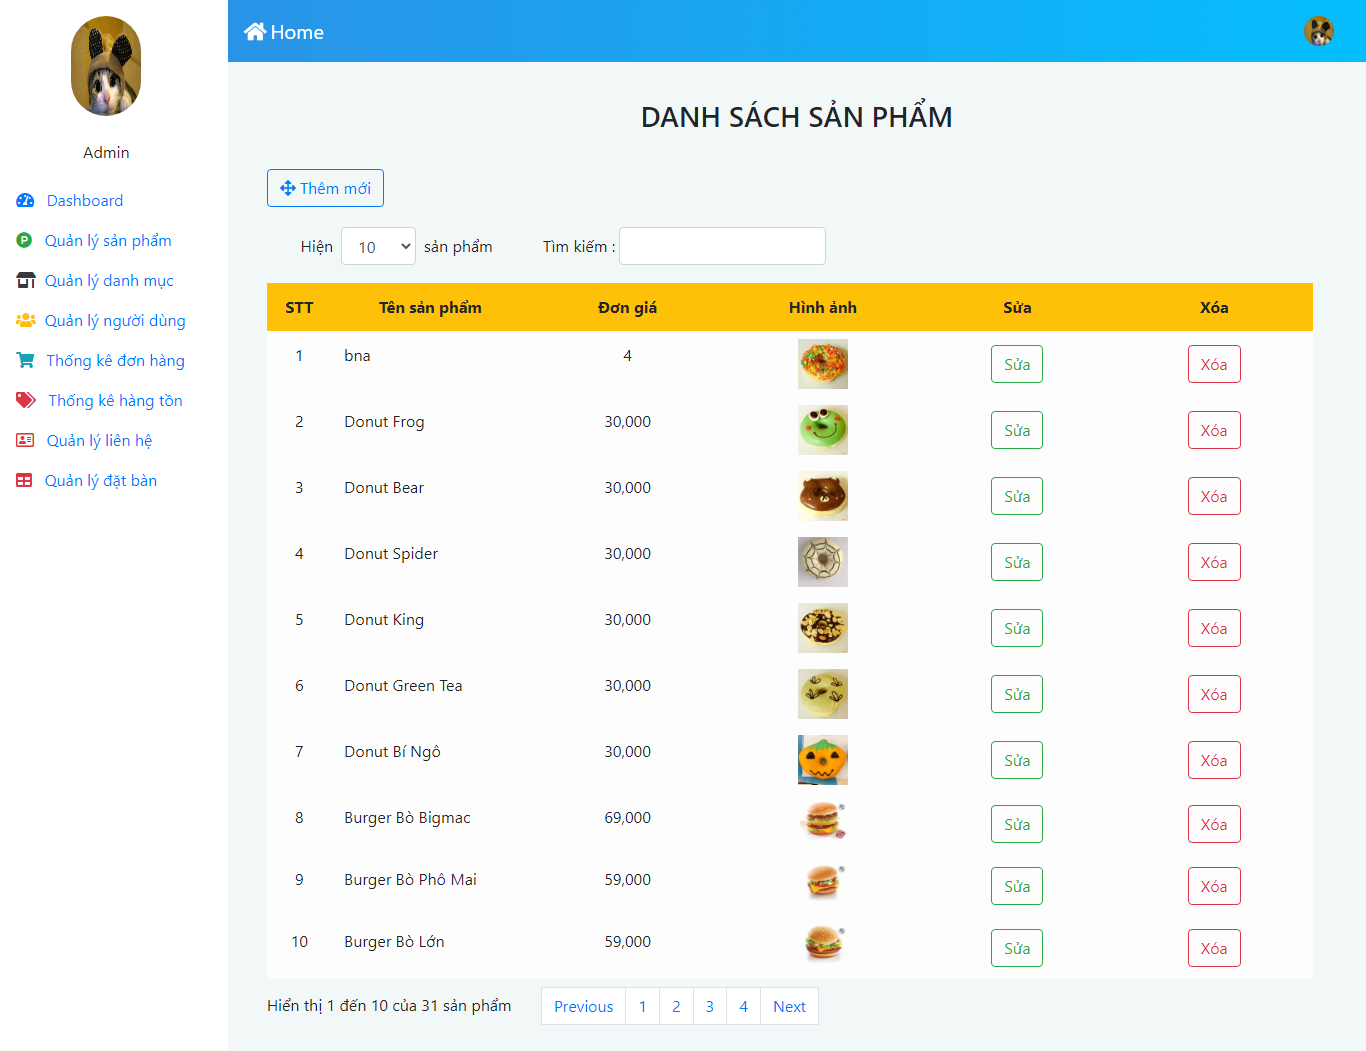 Home
Admin
Dashboard
Quản lý sản phẩm
Quản lý danh mục
Quản lý người dùng
Thống kê đơn hàng
Thống kê hàng tồn
Quản lý liên hệ
Quản lý đặt bàn
DANH SÁCH SẢN PHẨM
Thêm mới
Hiện 10 sản phẩm Tìm kiếm :
STT Tên sản phẩm Đơn giá Hình ảnh Sửa Xóa
1 bna 4 Sửa Xóa
2 Donut Frog 30,000 Sửa Xóa
3 Donut Bear 30,000 Sửa Xóa
4 Donut Spider 30,000 Sửa Xóa
5 Donut King 30,000 Sửa Xóa
6 Donut Green Tea 30,000 Sửa Xóa
7 Donut Bí Ngô 30,000 Sửa Xóa
8 Burger Bò Bigmac 69,000 Sửa Xóa
9 Burger Bò Phô Mai 59,000 Sửa Xóa
10 Burger Bò Lớn 59,000 Sửa Xóa
Hiển thị 1 đến 10 của 31 sản phẩm Previous 1 2 3 4 Next